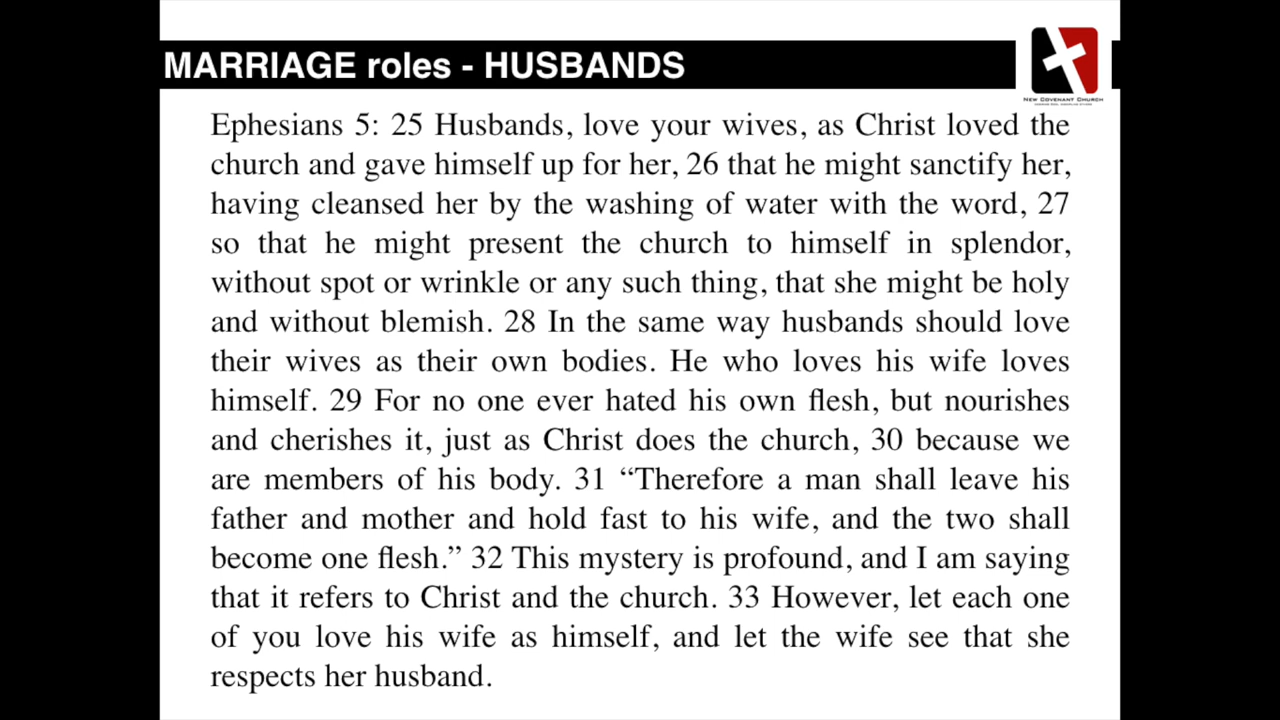 MARRIAGE roles - HUSBANDS
NEW COVENANT CHURCH
Ephesians 5: 25 Husbands, love your wives, as Christ loved the
church and gave himself up for her, 26 that he might sanctify her,
having cleansed her by the washing of water with the word, 27
so that he might present the church to himself in splendor,
without spot or wrinkle or any such thing, that she might be holy
and without blemish. 28 In the same way husbands should love
their wives as their own bodies. He who loves his wife loves
himself. 29 For no one ever hated his own flesh, but nourishes
and cherishes it, just as Christ does the church, 30 because we
are members of his body. 31 “Therefore a man shall leave his
father and mother and hold fast to his wife, and the two shall
become one flesh.” 32 This mystery is profound, and I am saying
that it refers to Christ and the church. 33 However, let each one
of you love his wife as himself, and let the wife see that she
respects her husband.